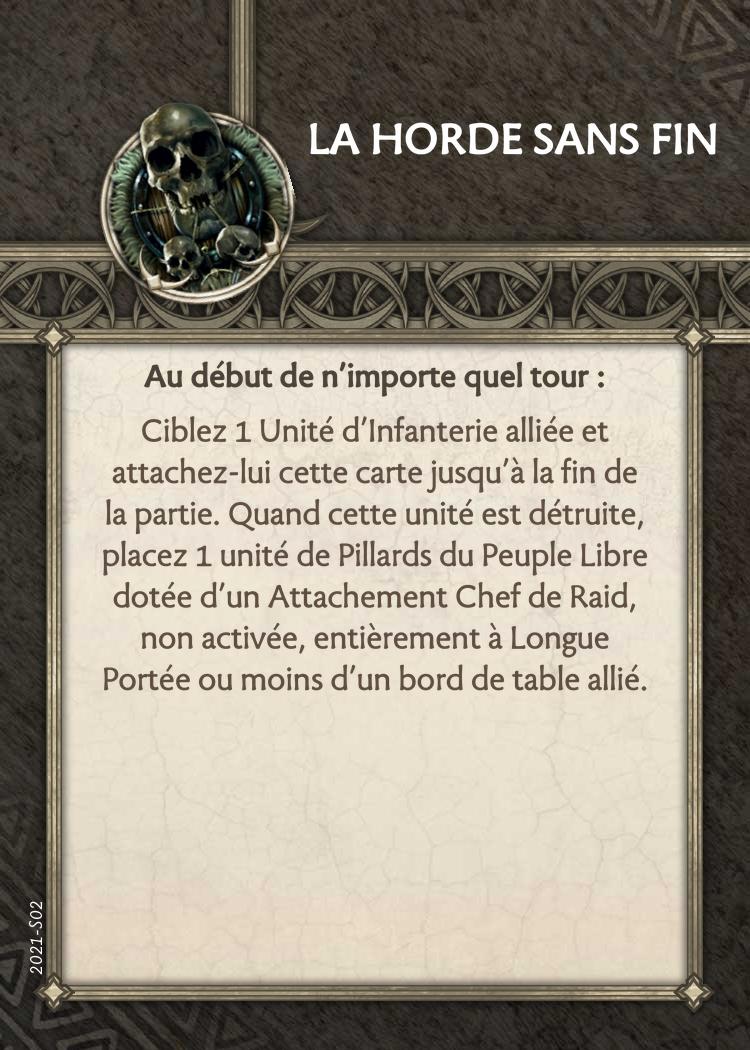 LA HORDE SANS FIN
Au début de n'importe quel tour :
Ciblez 1 Unité d'Infanterie alliée et
attachez-lui cette carte jusqu'à la fin de
la partie. Quand cette unité est détruite,
placez 1 unité de Pillards du Peuple Libre
dotée d'un Attachement Chef de Raid,
non activée, entièrement à Longue
Portée ou moins d'un bord de table allié.
2021-S02